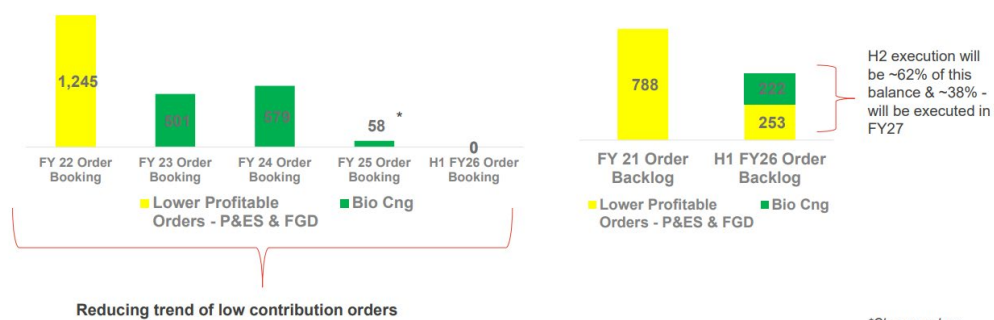 1,245
501
579
58
*
0
FY 22 Order Booking
FY 23 Order Booking
FY 24 Order Booking
FY 25 Order Booking
H1 FY26 Order Booking
Lower Profitable
Orders - P&ES & FGD
Bio Cng
Reducing trend of low contribution orders
788
222
253
FY 21 Order Backlog
H1 FY26 Order Backlog
Lower Profitable
Orders - P&ES & FGD
Bio Cng
H2 execution will
be ~62% of this
balance & ~38% -
will be executed in
FY27